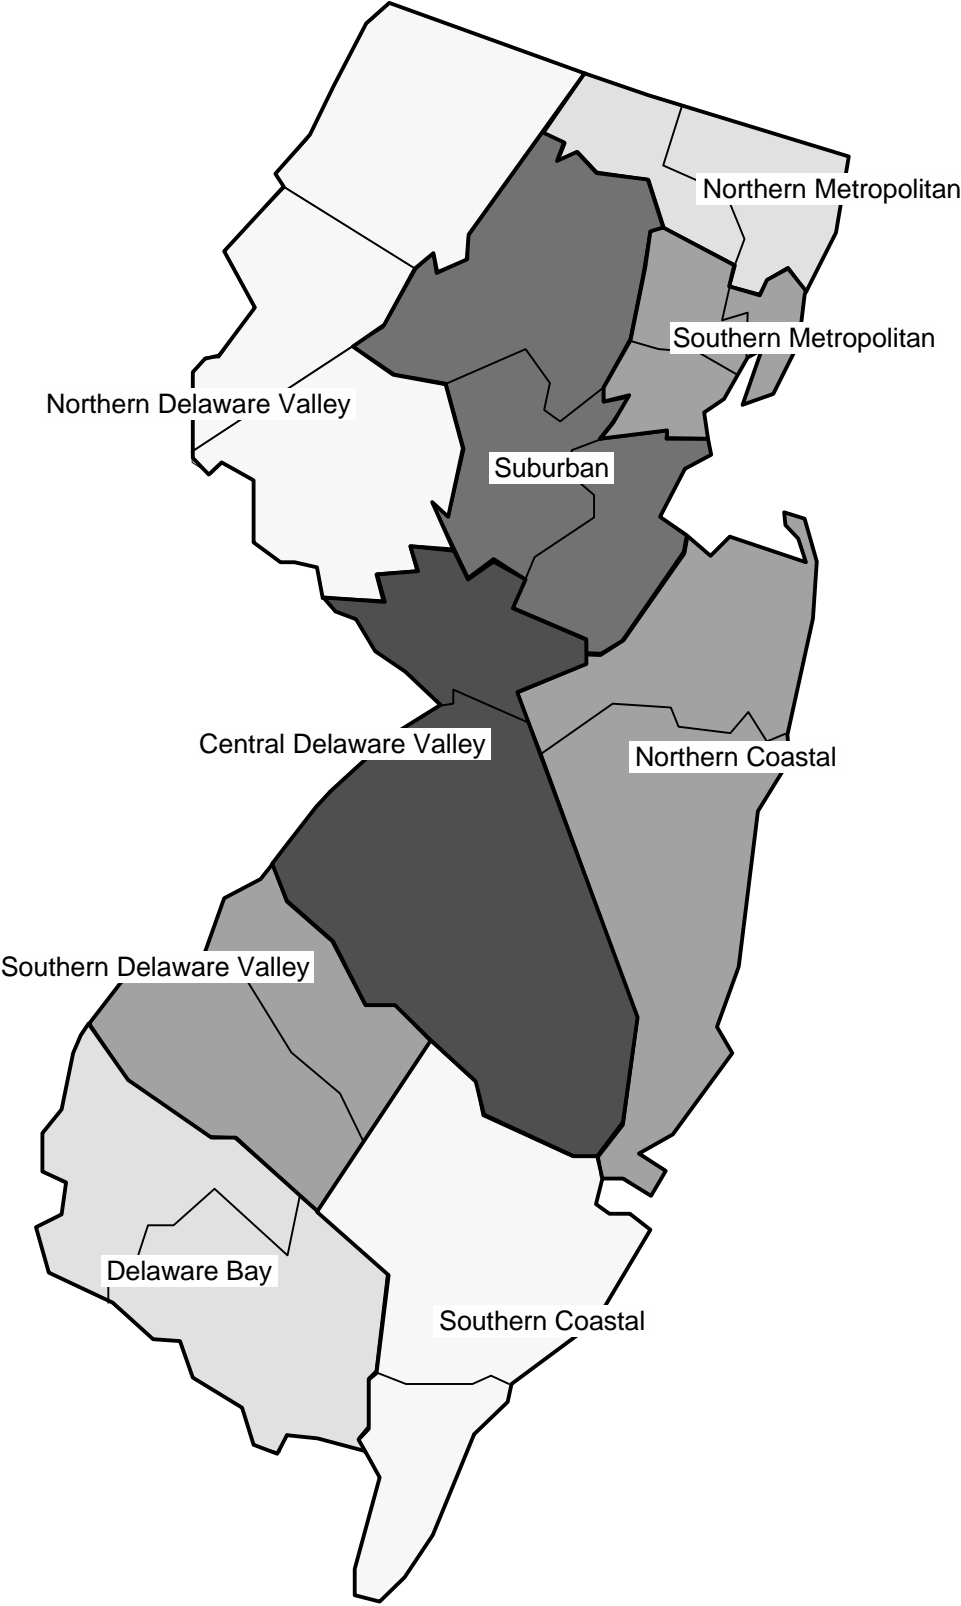 Northern Metropolitan
Southern Metropolitan
Northern Delaware Valley
Suburban
Central Delaware Valley
Northern Coastal
Southern Delaware Valley
Delaware Bay
Southern Coastal